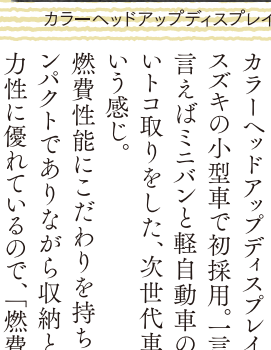 カラーヘッドアップディスプレイ
カラーヘッドアップディスプレイ
スズキの小型車で初採用。一言
言えばミニバンと軽自動車の
いトコ取りをした、次世代車
いう感じ。
燃費性能にこだわりを持ち
ンパクトでありながら収納と
力性に優れているので、「燃費